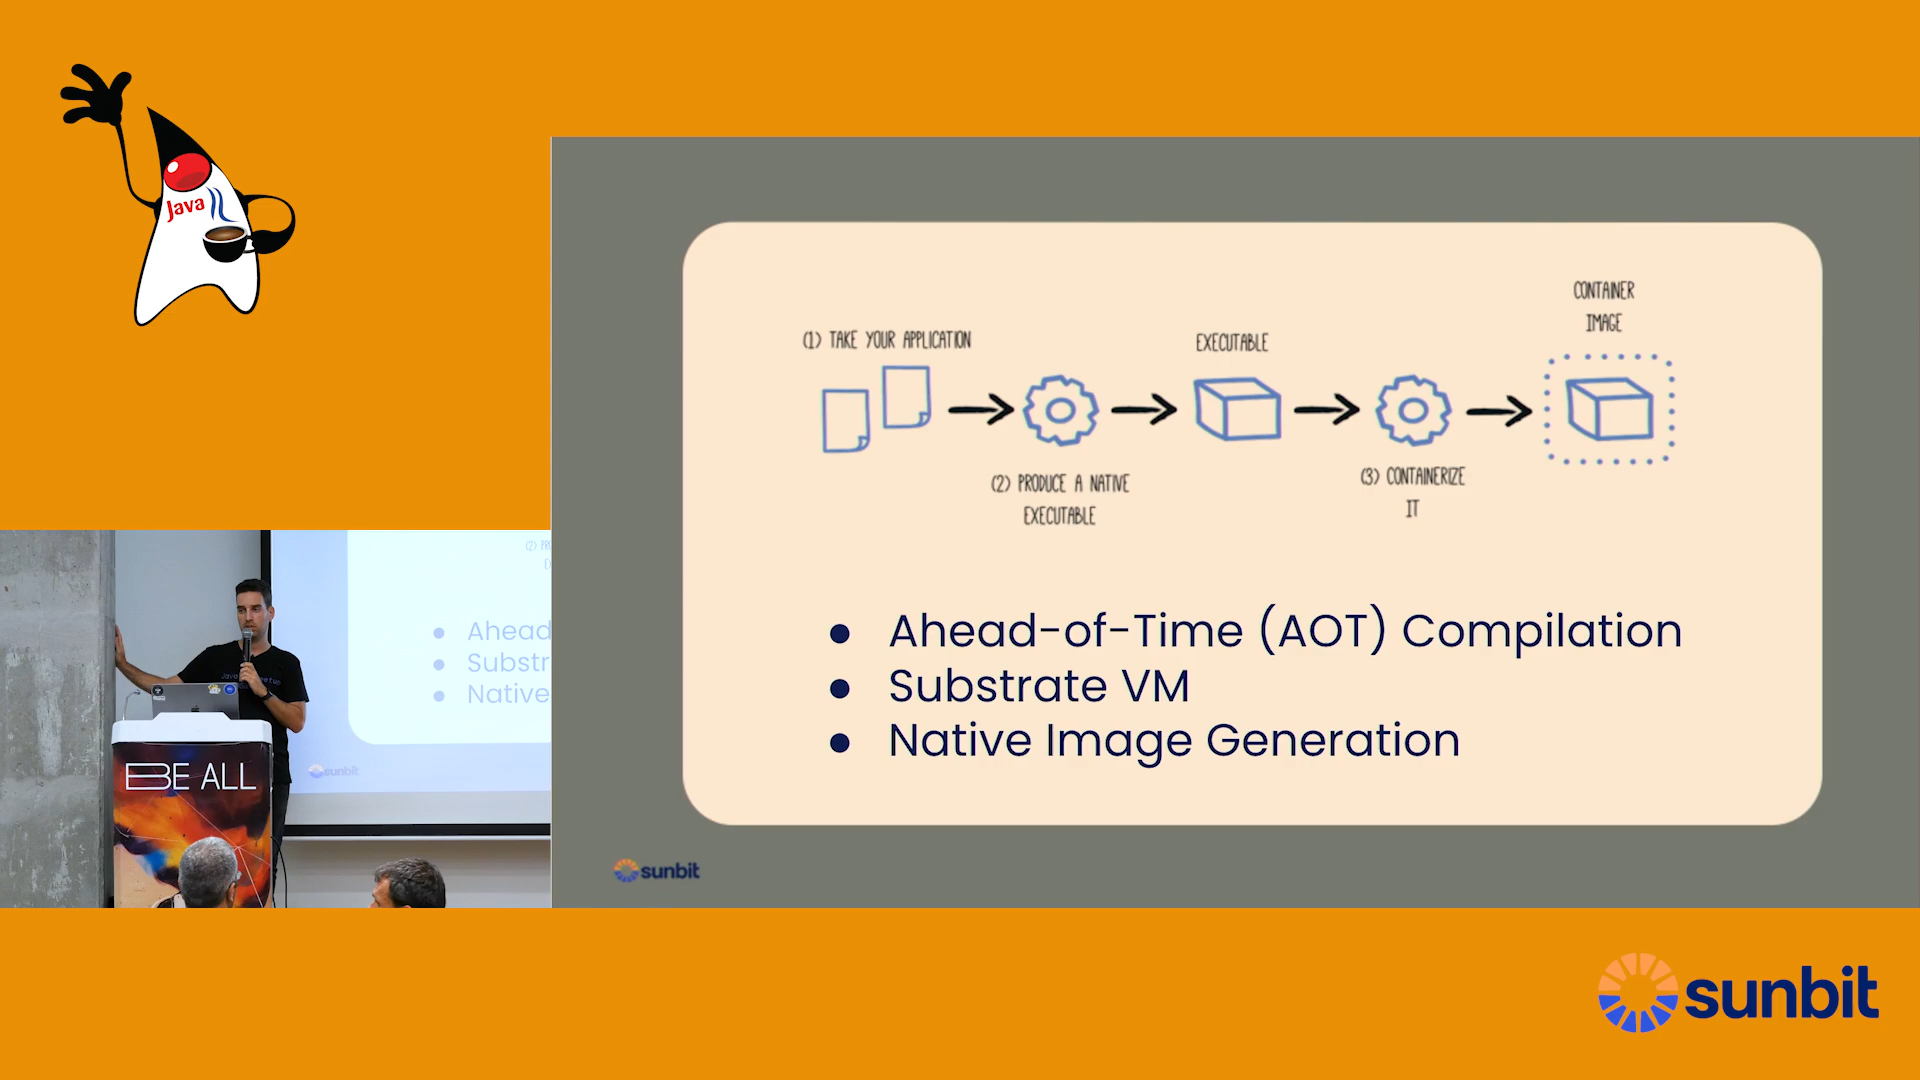 Java
CONTAINER
IMAGE
(1) TAKE YOUR APPLICATION
EXECUTABLE
(2) PRODUCE A NATIVE
EXECUTABLE
(3) CONTAINERIZE
IT
● Ahead-of-Time (AOT) Compilation
● Substrate VM
● Native Image Generation
sunbit
● Ahead
● Substr
● Native
sunbit
BE ALL
sunbit